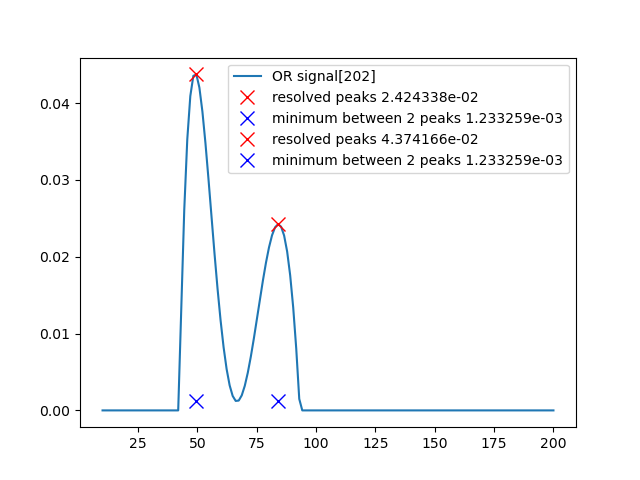 OR signal[202]
resolved peaks 2.424338e-02
minimum between 2 peaks 1.233259e-03
resolved peaks 4.374166e-02
minimum between 2 peaks 1.233259e-03
0.04
0.03
0.02
0.01
0.00
25 50 75 100 125 150 175 200